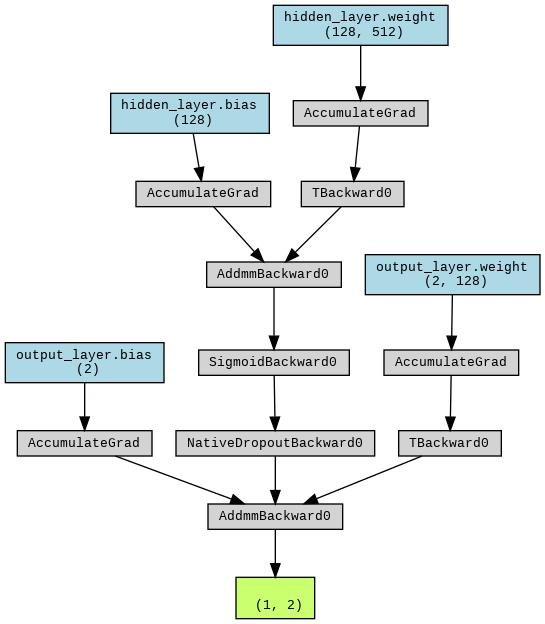 hidden_layer.weight
(128, 512)
hidden_layer.bias
(128)
AccumulateGrad
AccumulateGrad
TBackward0
AddmmBackward0
output_layer.weight
(2, 128)
output_layer.bias
(2)
SigmoidBackward0
AccumulateGrad
AccumulateGrad
NativeDropoutBackward0
TBackward0
AddmmBackward0
(1, 2)